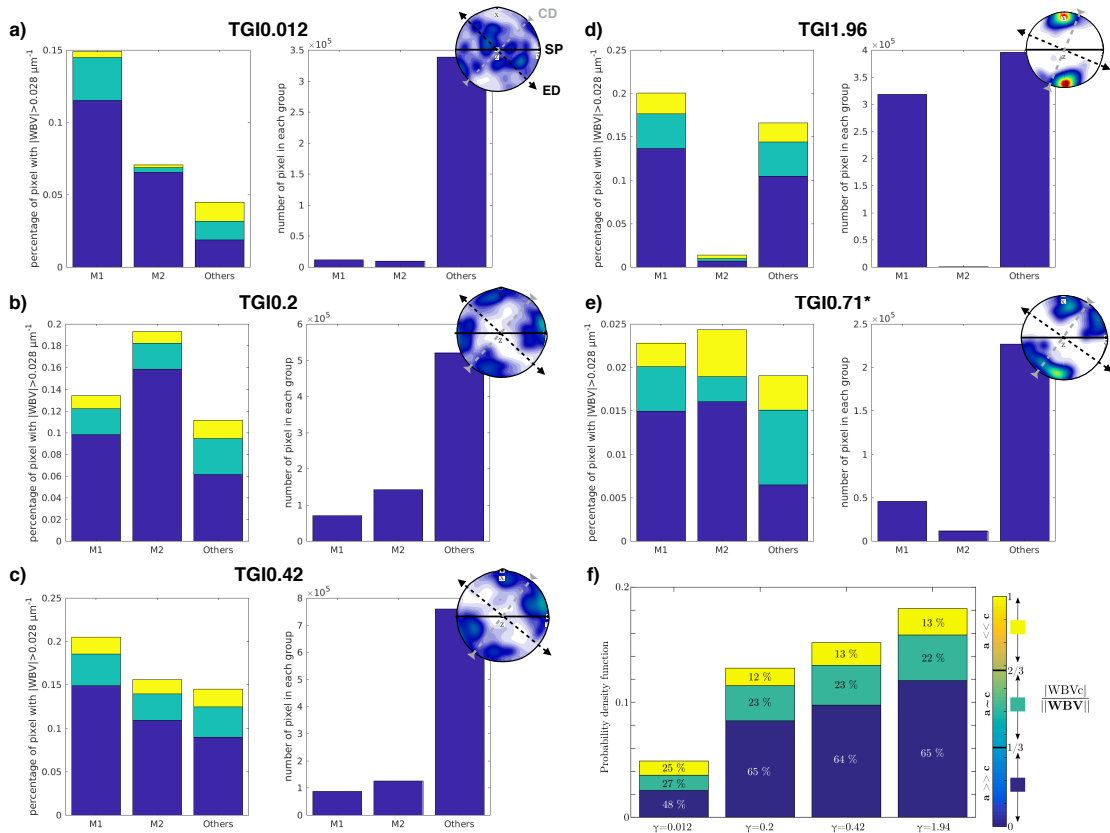 a)
TGI0.012
percentage of pixel with |WBV|>0.028 µm⁻¹
0.15
0.1
0.05
0
M1
M2
Others
number of pixel in each group
×10⁵
3.5
3
2.5
2
1.5
1
0.5
0
M1
M2
Others
X
Z
CD
SP
ED
d)
TGI1.96
percentage of pixel with |WBV|>0.028 µm⁻¹
0.25
0.2
0.15
0.1
0.05
0
M1
M2
Others
number of pixel in each group
×10⁵
4
3.5
3
2.5
2
1.5
1
0.5
0
M1
M2
Others
b)
TGI0.2
percentage of pixel with |WBV|>0.028 µm⁻¹
0.2
0.18
0.16
0.14
0.12
0.1
0.08
0.06
0.04
0.02
0
M1
M2
Others
number of pixel in each group
×10⁵
6
5
4
3
2
1
0
M1
M2
Others
Z
e)
TGI0.71*
percentage of pixel with |WBV|>0.028 µm⁻¹
0.025
0.02
0.015
0.01
0.005
0
M1
M2
Others
number of pixel in each group
×10⁵
2.5
2
1.5
1
0.5
0
M1
M2
Others
X
Z
c)
TGI0.42
percentage of pixel with |WBV|>0.028 µm⁻¹
0.25
0.2
0.15
0.1
0.05
0
M1
M2
Others
number of pixel in each group
×10⁵
8
7
6
5
4
3
2
1
0
M1
M2
Others
X
Z
f)
Probability density function
0.2
0.1
0
25 %
27 %
48 %
12 %
23 %
65 %
13 %
23 %
64 %
13 %
22 %
65 %
γ=0.012
γ=0.2
γ=0.42
γ=1.94
a << c
a ~ c
a >> c
1
2/3
1/3
0
|WBVc|
||WBV||